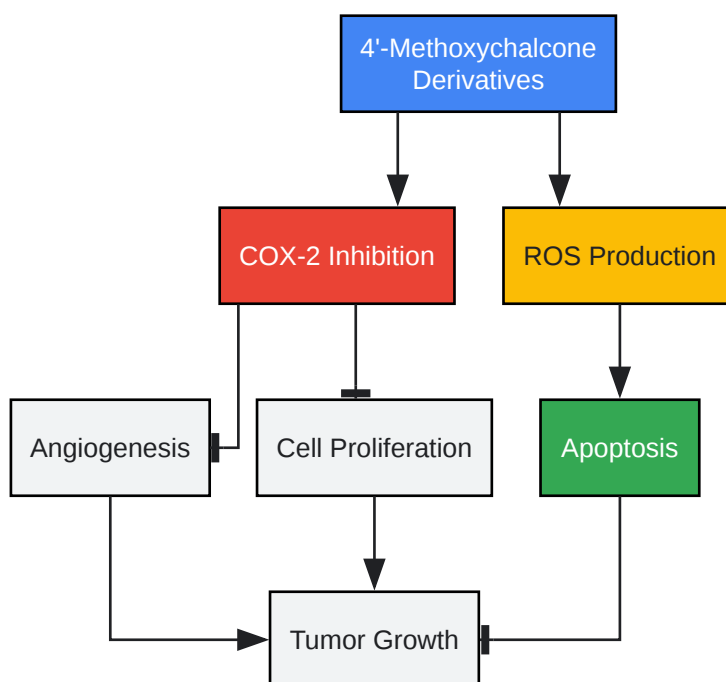 4'-Methoxychalcone
Derivatives
COX-2 Inhibition
ROS Production
Angiogenesis
Cell Proliferation
Apoptosis
Tumor Growth